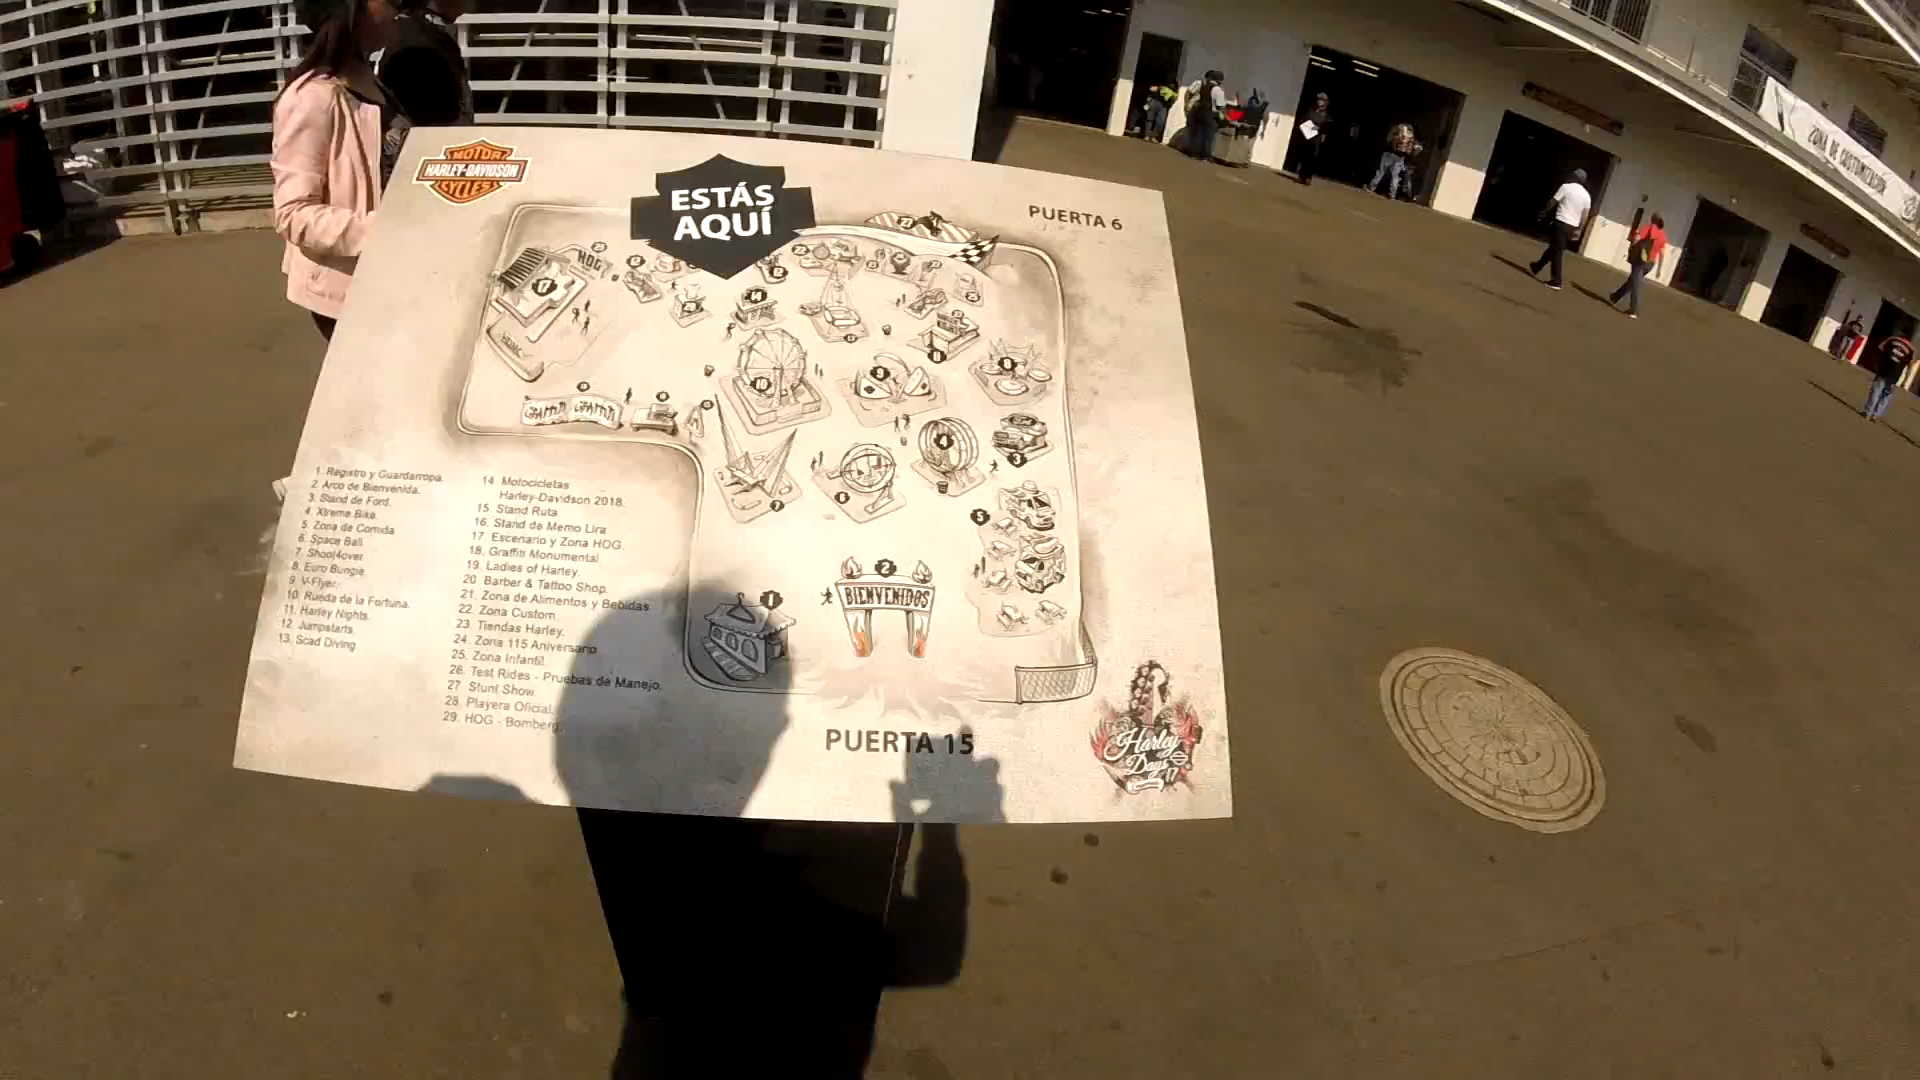 MOTOR
HARLEY-DAVIDSON
CYCLES
ESTÁS
AQUÍ
PUERTA 6
ZONA DE CUSTOMIZACIÓN
HOG
GRAFFITI GRAFFITI
BIENVENIDOS
1. Registro y Guardarropa.
2. Arco de Bienvenida.
3. Stand de Ford.
4. Xtreme Bike.
5. Zona de Comida
6. Space Ball.
7. Shoot4over.
8. Euro Bungie.
9. V-Flyer.
10. Rueda de la Fortuna.
11. Harley Nights.
12. Jumpstarts.
13. Scad Diving.
14 Motocicletas
Harley-Davidson 2018.
15. Stand Ruta
16. Stand de Memo Lira
17. Escenario y Zona HOG.
18. Graffiti Monumental
19. Ladies of Harley.
20. Barber & Tattoo Shop.
21. Zona de Alimentos y Bebidas
22. Zona Custom.
23. Tiendas Harley.
24. Zona 115 Aniversario
25. Zona Infantil
26. Test Rides - Pruebas de Manejo.
27. Stunt Show.
28. Playera Oficial.
29. HOG - Bomberg.
PUERTA 15
Harley
Days
17